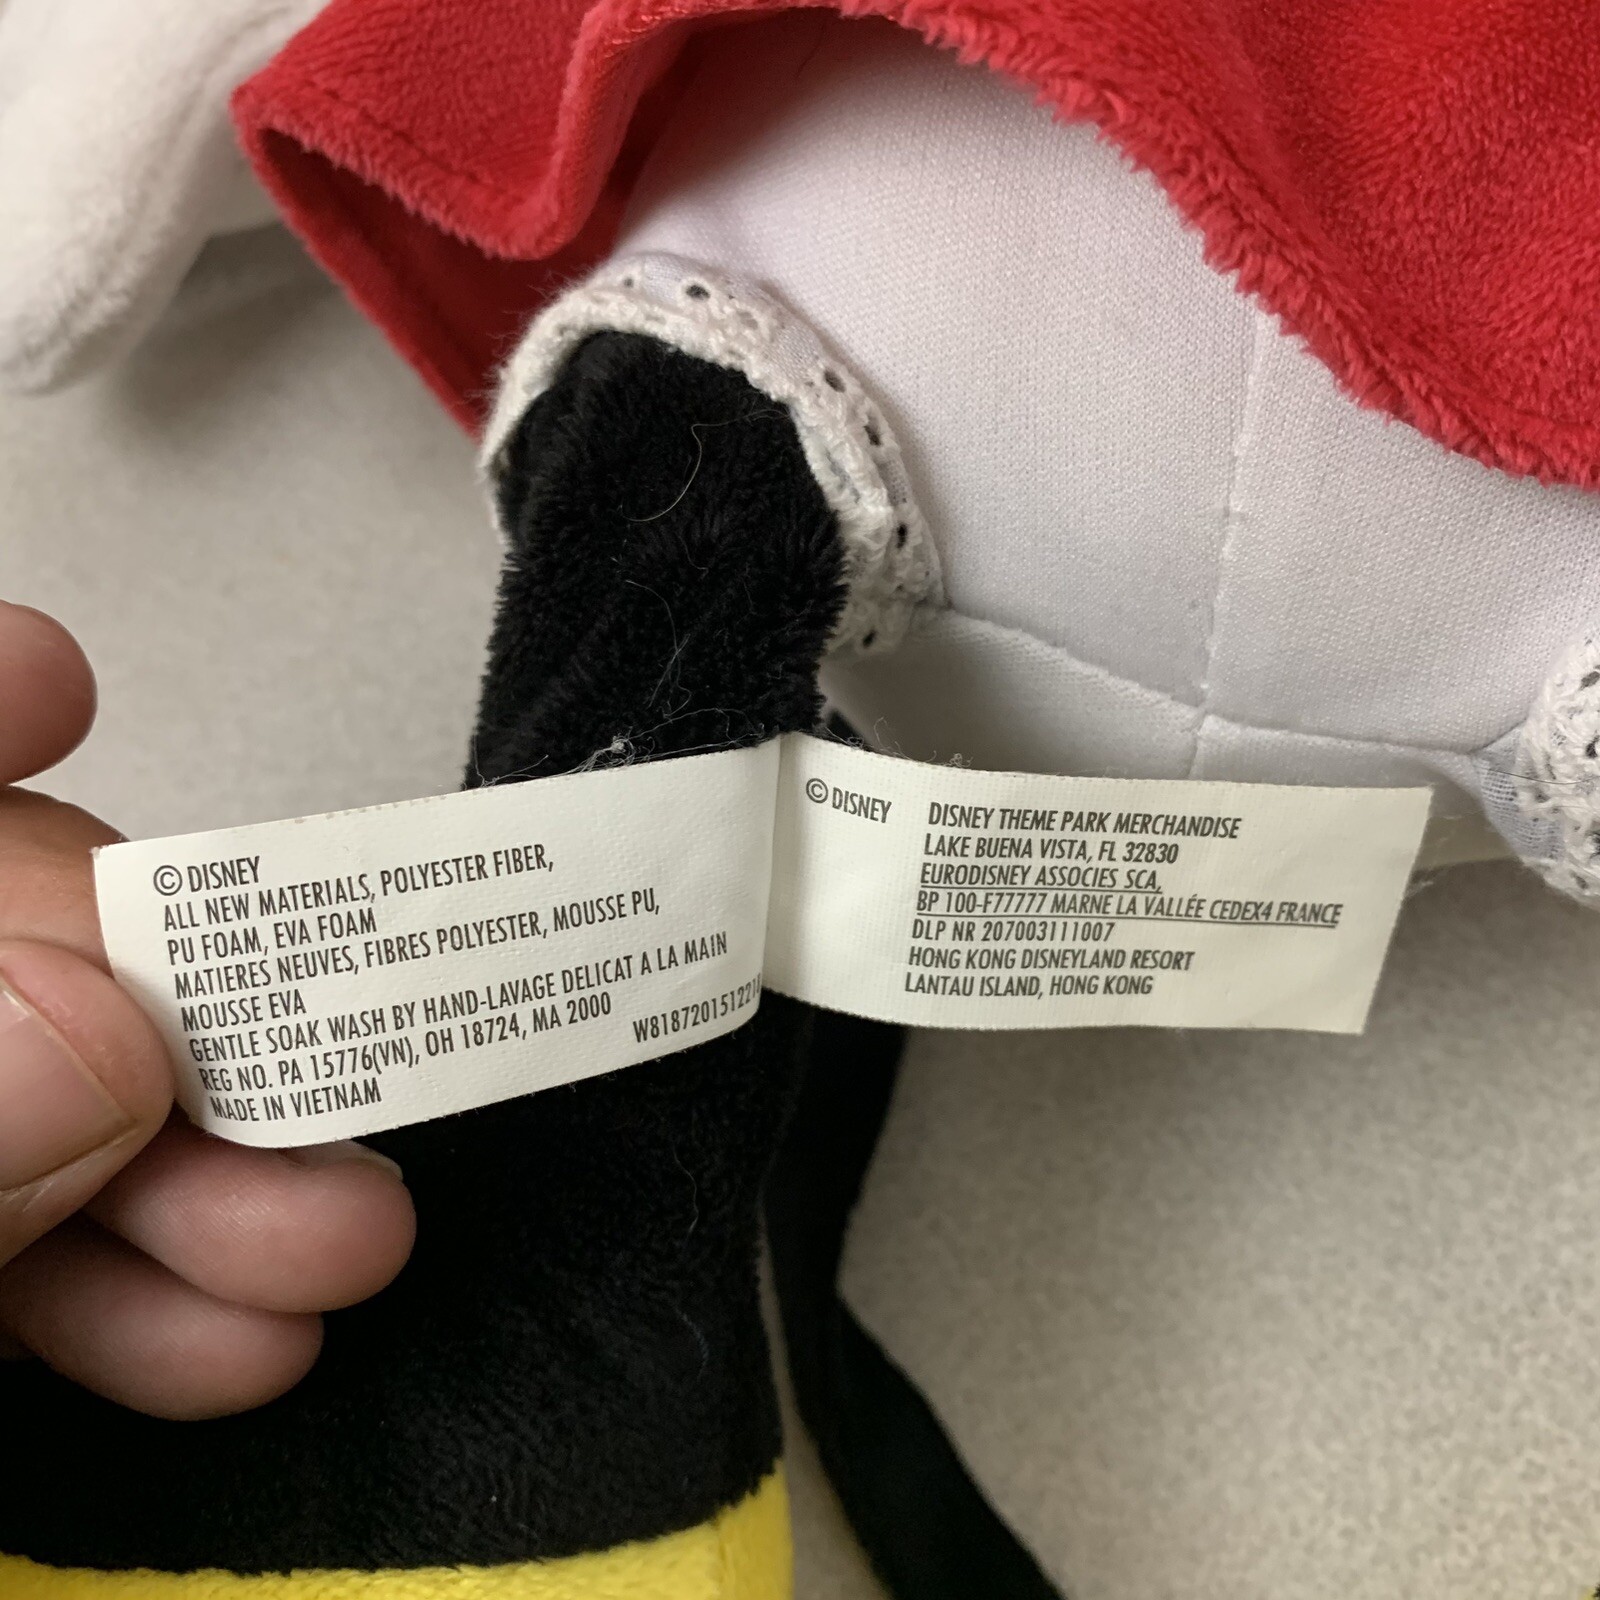 © DISNEY
ALL NEW MATERIALS, POLYESTER FIBER,
PU FOAM, EVA FOAM
MATIERES NEUVES, FIBRES POLYESTER, MOUSSE PU,
MOUSSE EVA
GENTLE SOAK WASH BY HAND-LAVAGE DELICAT A LA MAIN
REG NO. PA 15776(VN), OH 18724, MA 2000
MADE IN VIETNAM
© DISNEY
DISNEY THEME PARK MERCHANDISE
LAKE BUENA VISTA, FL 32830
EURODISNEY ASSOCIES SCA,
BP 100-F77777 MARNE LA VALLÉE CEDEX4 FRANCE
DLP NR 207003111007
HONG KONG DISNEYLAND RESORT
LANTAU ISLAND, HONG KONG